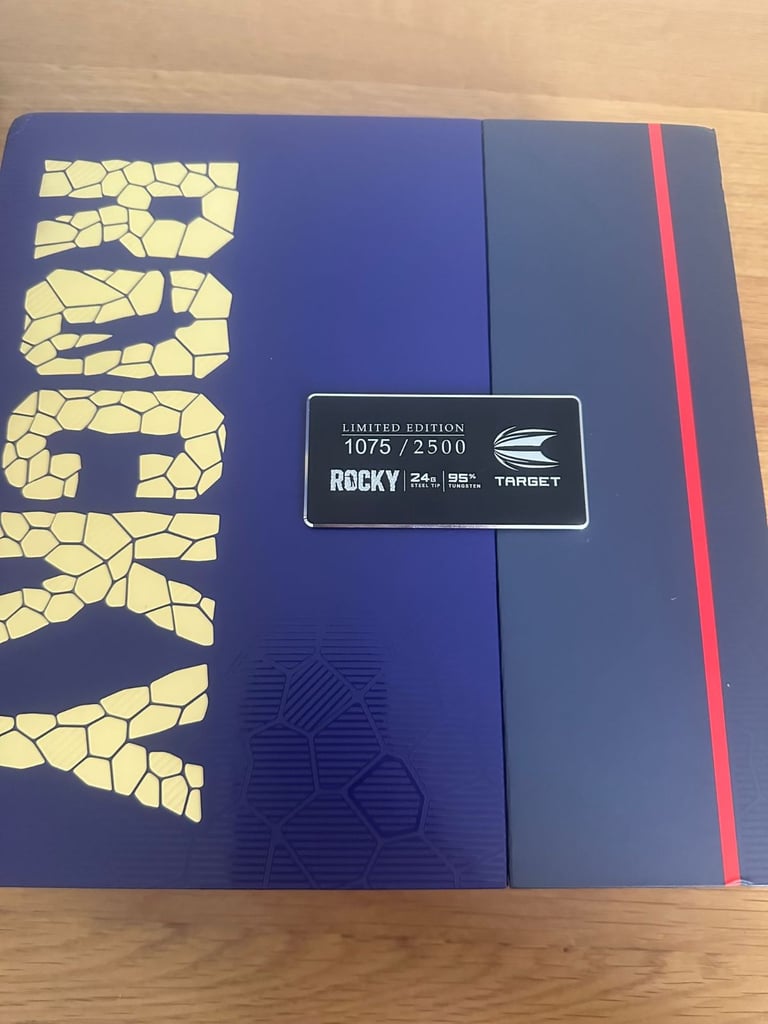 ROCKY
LIMITED EDITION
1075 / 2500
ROCKY 24G STEEL TIP 95% TUNGSTEN
TARGET